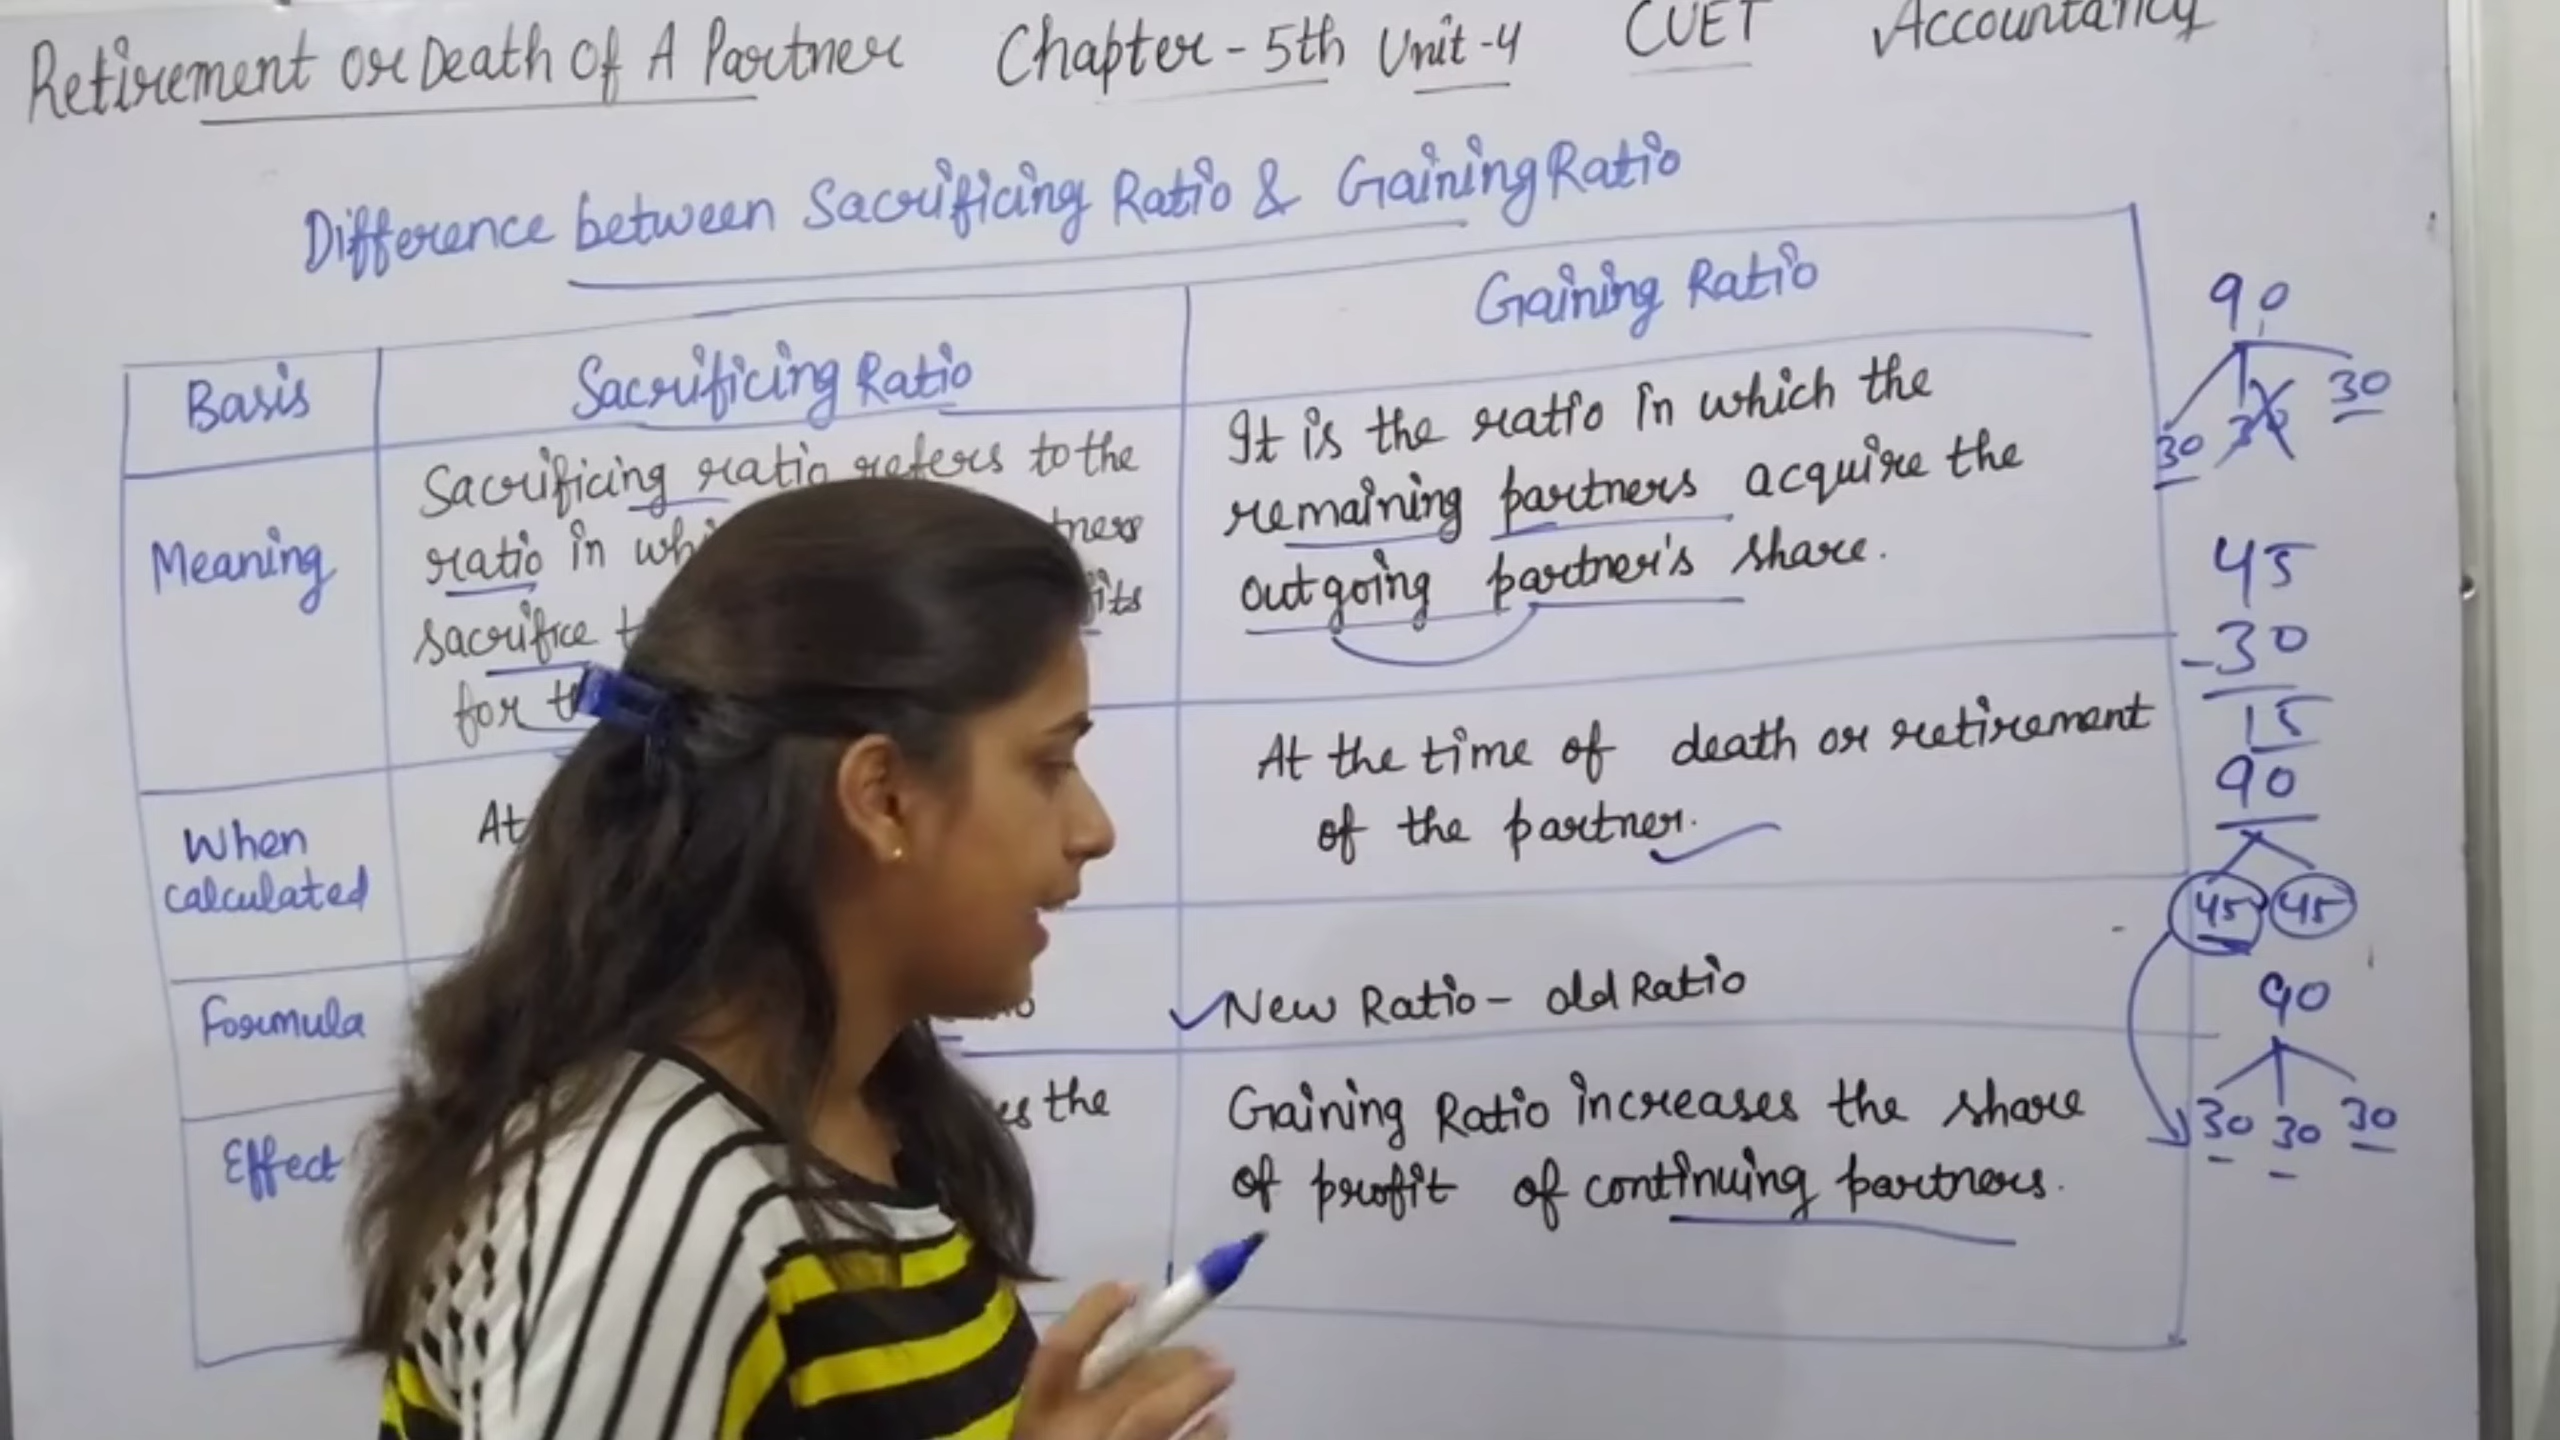 Retirement or Death Of A Partner Chapter - 5th Unit -4 CUET Accountancy
Difference between Sacrificing Ratio & Gaining Ratio
Basis Sacrificing Ratio Gaining Ratio
Meaning
Sacrificing ratio refers to the
ratio in which
sacrifice
for
It is the ratio in which the
remaining partners acquire the
outgoing partner's share.
When
calculated
At
At the time of death or retirement
of the partner.
Formula
New Ratio - old Ratio
Effect
the
Gaining Ratio increases the share
of profit of continuing partners.
90
30 30 30
45
-30
15
90
45 45
90
30 30 30